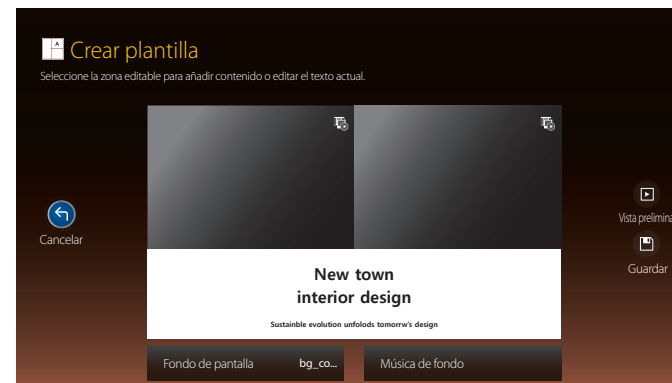 A
Crear plantilla
Seleccione la zona editable para añadir contenido o editar el texto actual.
Cancelar
Vista prelimina
Guardar
New town
interior design
Sustainble evolution unfolods tomorrw's design
Fondo de pantalla bg_co... Música de fondo